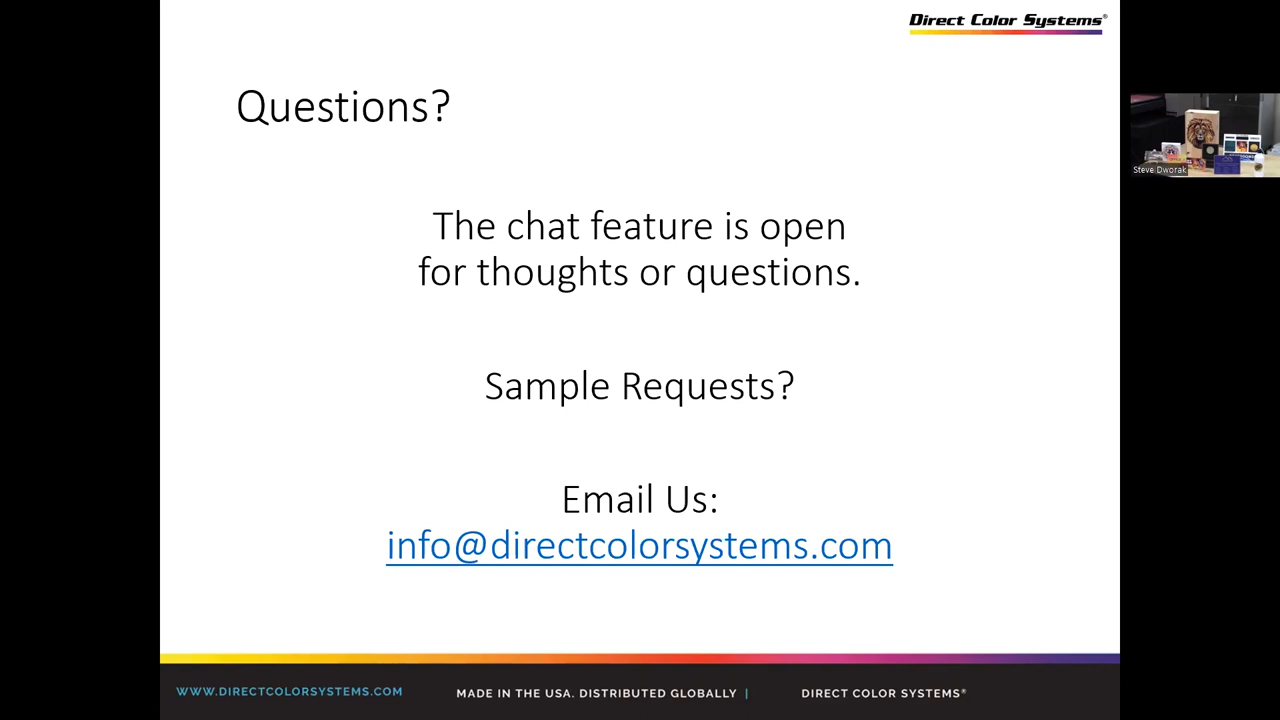 Direct Color Systems®
Questions?
Steve Dworak
The chat feature is open
for thoughts or questions.
Sample Requests?
Email Us:
info@directcolorsystems.com
WWW.DIRECTCOLORSYSTEMS.COM
MADE IN THE USA. DISTRIBUTED GLOBALLY |
DIRECT COLOR SYSTEMS®